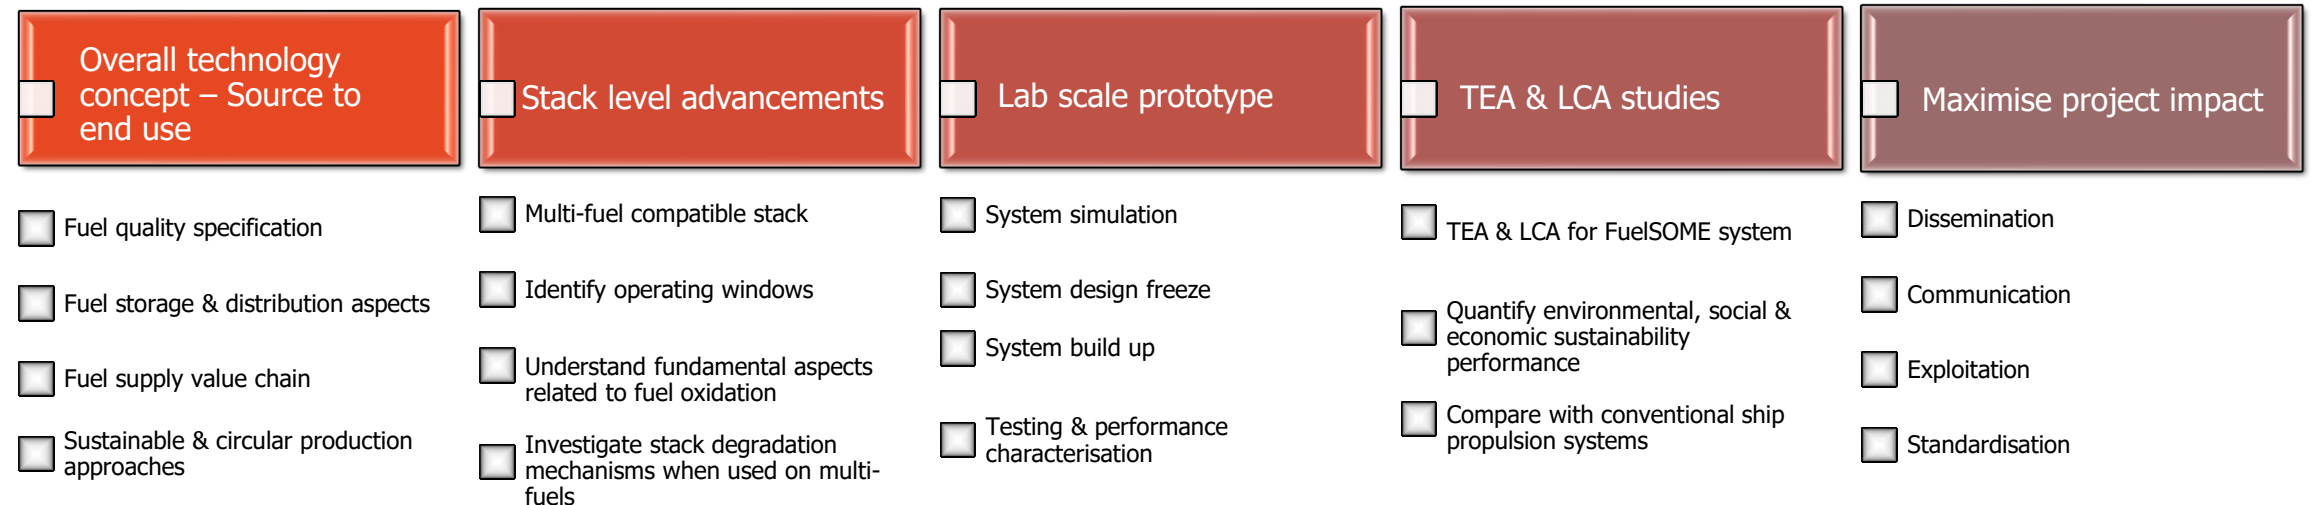 Overall technology
concept – Source to
end use
Fuel quality specification
Fuel storage & distribution aspects
Fuel supply value chain
Sustainable & circular production
approaches
Stack level advancements
Multi-fuel compatible stack
Identify operating windows
Understand fundamental aspects
related to fuel oxidation
Investigate stack degradation
mechanisms when used on multi-
fuels
Lab scale prototype
System simulation
System design freeze
System build up
Testing & performance
characterisation
TEA & LCA studies
TEA & LCA for FuelSOME system
Quantify environmental, social &
economic sustainability
performance
Compare with conventional ship
propulsion systems
Maximise project impact
Dissemination
Communication
Exploitation
Standardisation